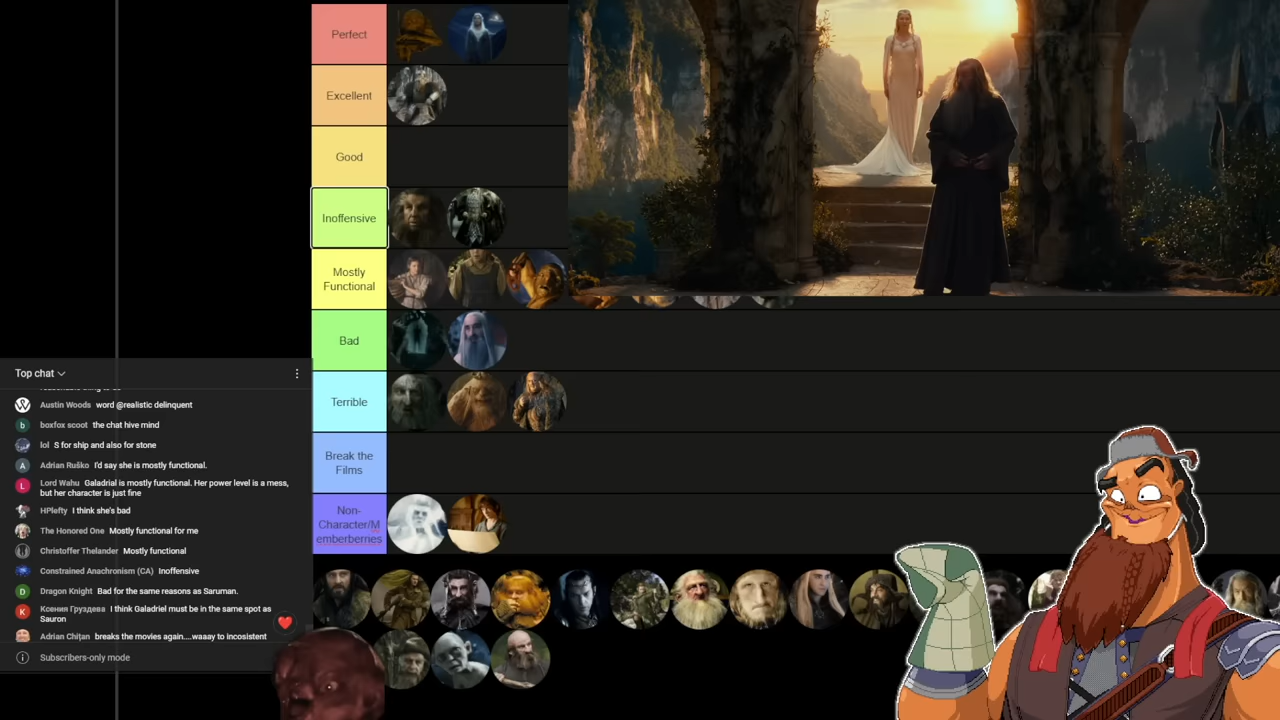 Perfect
Excellent
Good
Inoffensive
Mostly
Functional
Bad
Terrible
Break the
Films
Non-
Character/M
emberberries
Top chat
Austin Woods word @realistic delinquent
b boxfox scoot the chat hive mind
lol S for ship and also for stone
A Adrian Ruśko I'd say she is mostly functional.
L Lord Wahu Galadrial is mostly functional. Her power level is a mess,
but her character is just fine
HPlefty I think she's bad
The Honored One Mostly functional for me
Christoffer Thelander Mostly functional
Constrained Anachronism (CA) Inoffensive
D Dragon Knight Bad for the same reasons as Saruman.
К Ксения Груздева I think Galadriel must be in the same spot as
Sauron
Adrian Chițan breaks the movies again....waaay to incosistent
Subscribers-only mode